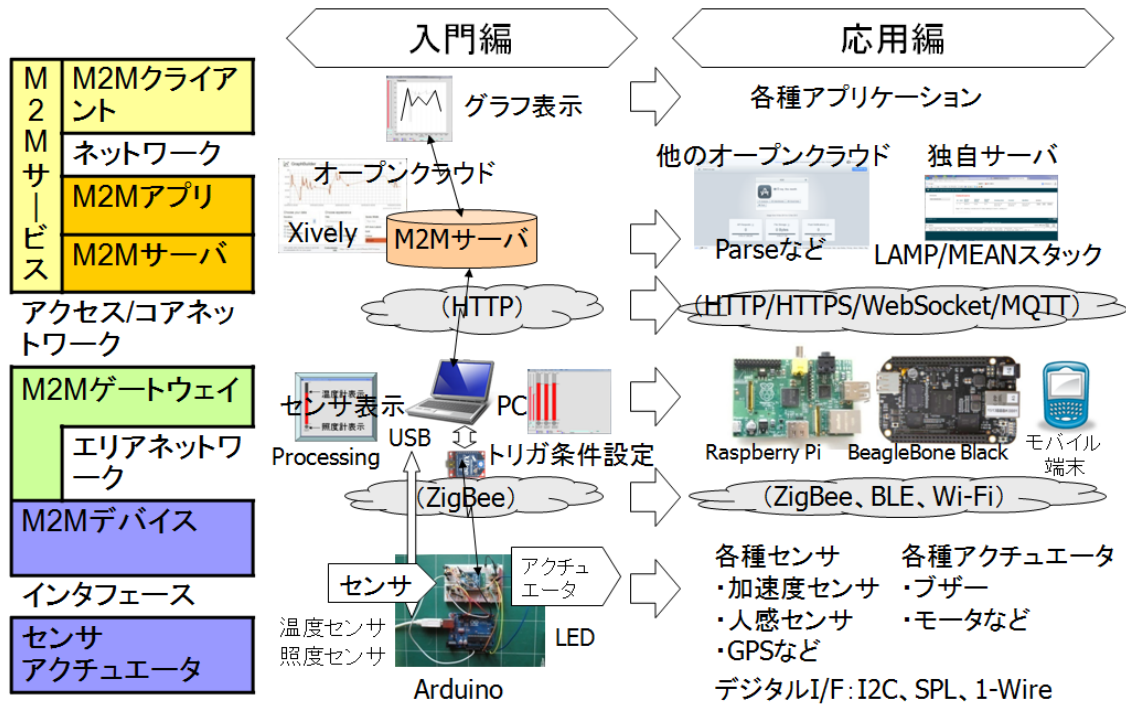 入門編
応用編
M2Mサービス
M2Mクライア
ント
ネットワーク
M2Mアプリ
M2Mサーバ
アクセス/コアネッ
トワーク
M2Mゲートウェイ
エリアネットワ
ーク
M2Mデバイス
インタフェース
センサ
アクチュエータ
グラフ表示
オープンクラウド
Xively
M2Mサーバ
(HTTP)
センサ表示
温度計表示
照度計表示
Processing
PC
USB
トリガ条件設定
(ZigBee)
センサ
アクチュ
エータ
温度センサ
照度センサ
LED
Arduino
各種アプリケーション
他のオープンクラウド
独自サーバ
Parseなど
LAMP/MEANスタック
(HTTP/HTTPS/WebSocket/MQTT)
Raspberry Pi
BeagleBone Black
モバイル
端末
(ZigBee、BLE、Wi-Fi)
各種センサ
・加速度センサ
・人感センサ
・GPSなど
各種アクチュエータ
・ブザー
・モータなど
デジタルI/F:I2C、SPL、1-Wire